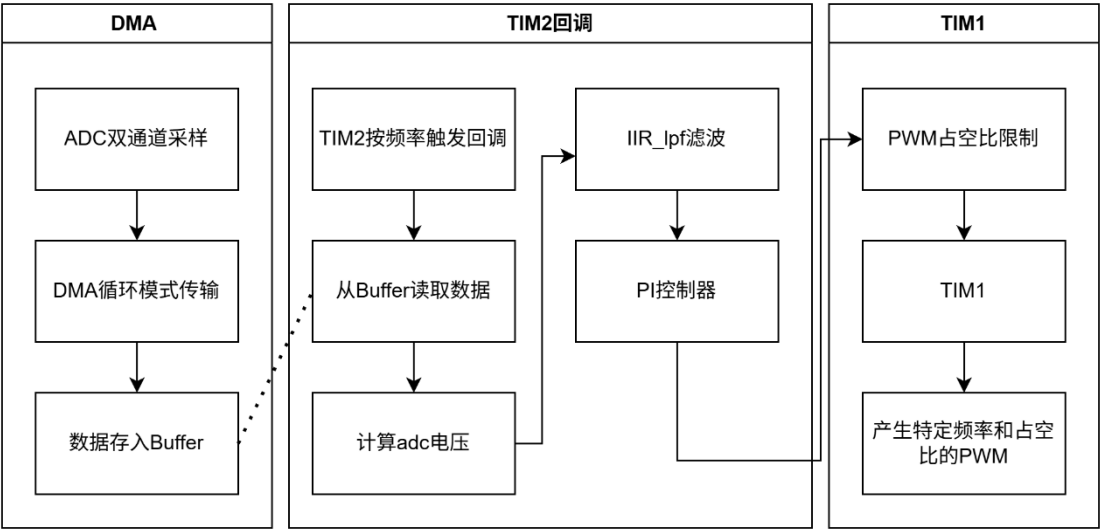 DMA
ADC双通道采样
DMA循环模式传输
数据存入Buffer
TIM2回调
TIM2按频率触发回调
从Buffer读取数据
计算adc电压
IIR_lpf滤波
PI控制器
TIM1
PWM占空比限制
TIM1
产生特定频率和占空
比的PWM